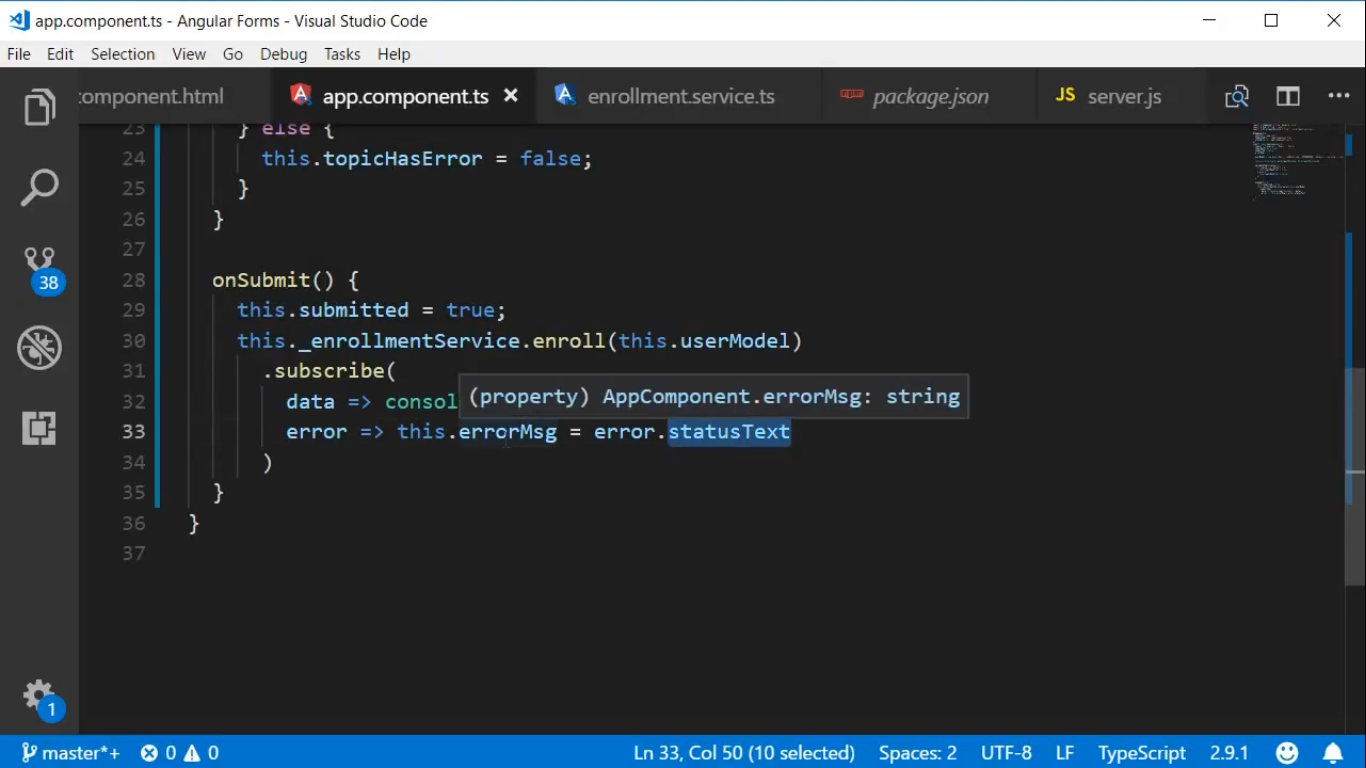 app.component.ts - Angular Forms - Visual Studio Code
File Edit Selection View Go Debug Tasks Help
component.html app.component.ts enrollment.service.ts package.json JS server.js
23 } else {
24 this.topicHasError = false;
25 }
26 }
27
28 onSubmit() {
29 this.submitted = true;
30 this._enrollmentService.enroll(this.userModel)
31 .subscribe(
(property) AppComponent.errorMsg: string
32 data => consol
33 error => this.errorMsg = error.statusText
34 )
35 }
36 }
37
38
1
master*+ 0 0 Ln 33, Col 50 (10 selected) Spaces: 2 UTF-8 LF TypeScript 2.9.1